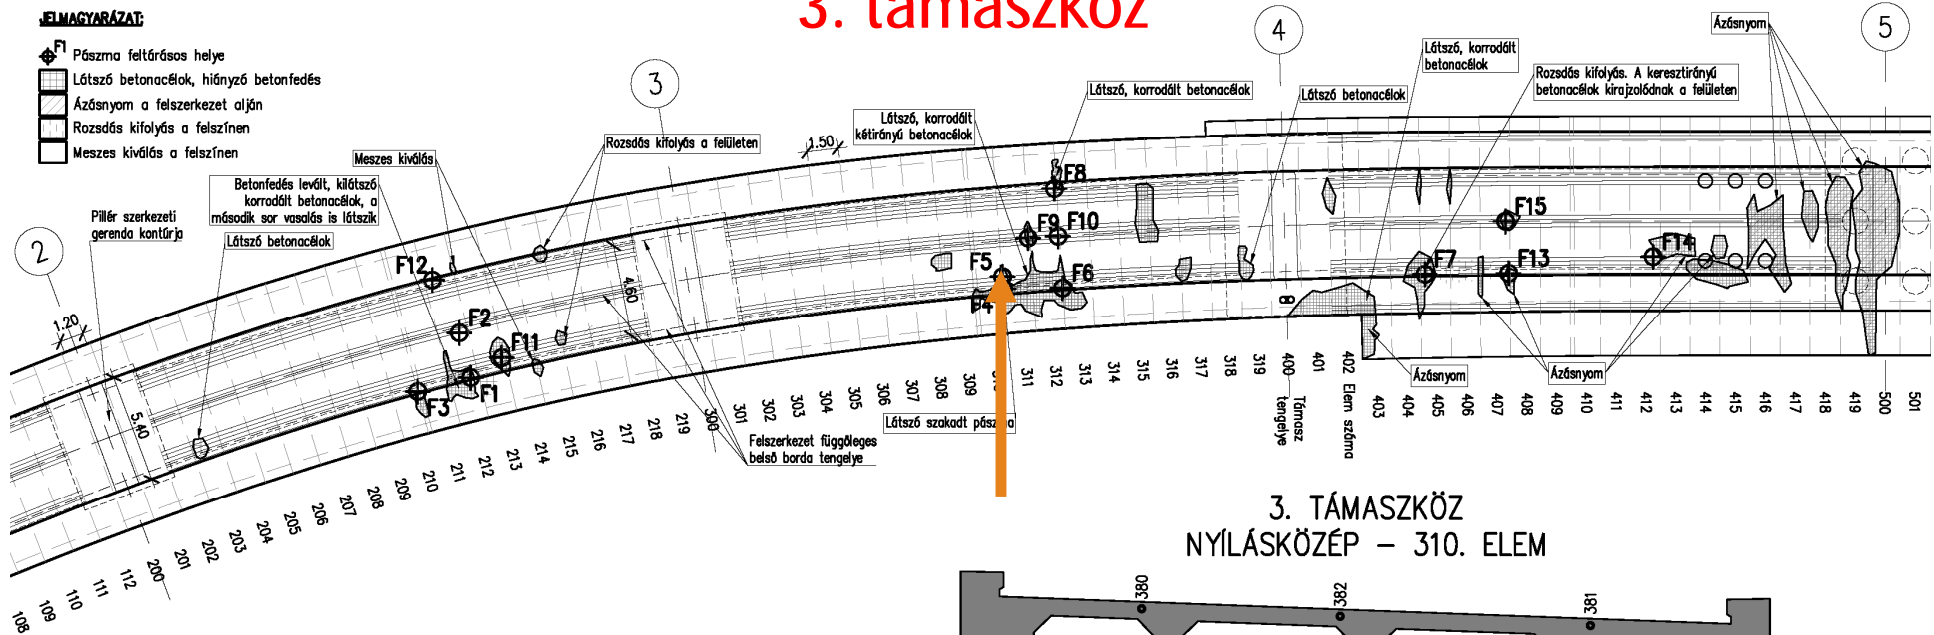 3. támaszköz
JELMAGYARÁZAT:
F1 Pászma feltárásos helye
Látszó betonacélok, hiányzó betonfedés
Ázásnyom a felszerkezet alján
Rozsdás kifolyás a felszínen
Meszes kiválás a felszínen
2
3
4
5
Pillér szerkezeti
gerenda kontúrja
Betonfedés levált, kilátszó
korrodált betonacélok, a
második sor vasalás is látszik
Látszó betonacélok
Meszes kiválás
Rozsdás kifolyás a felületen
Látszó, korrodált
kétirányú betonacélok
Látszó, korrodált betonacélok
Látszó betonacélok
Látszó, korrodált
betonacélok
Rozsdás kifolyás. A keresztirányú
betonacélok kirajzolódnak a felületen
Ázásnyom
1.20
5.40
4.60
1.50
F12
F2
F11
F3
F1
F8
F9
F10
F5
F6
F4
F15
F7
F13
F14
Ázásnyom
Ázásnyom
Látszó szakadt
Felszerkezet függőleges
belső borda tengelye
108
109
110
111
112
200
201
202
203
204
205
206
207
208
209
210
211
212
213
214
215
216
217
218
219
300
301
302
303
304
305
306
307
308
309
311
312
313
314
315
316
317
318
319
400
Támasz
tengelye
401
402 Elem száma
403
404
405
406
407
408
409
410
411
412
413
414
415
416
417
418
419
500
501
3. TÁMASZKÖZ
NYÍLÁSKÖZÉP – 310. ELEM
380
382
381